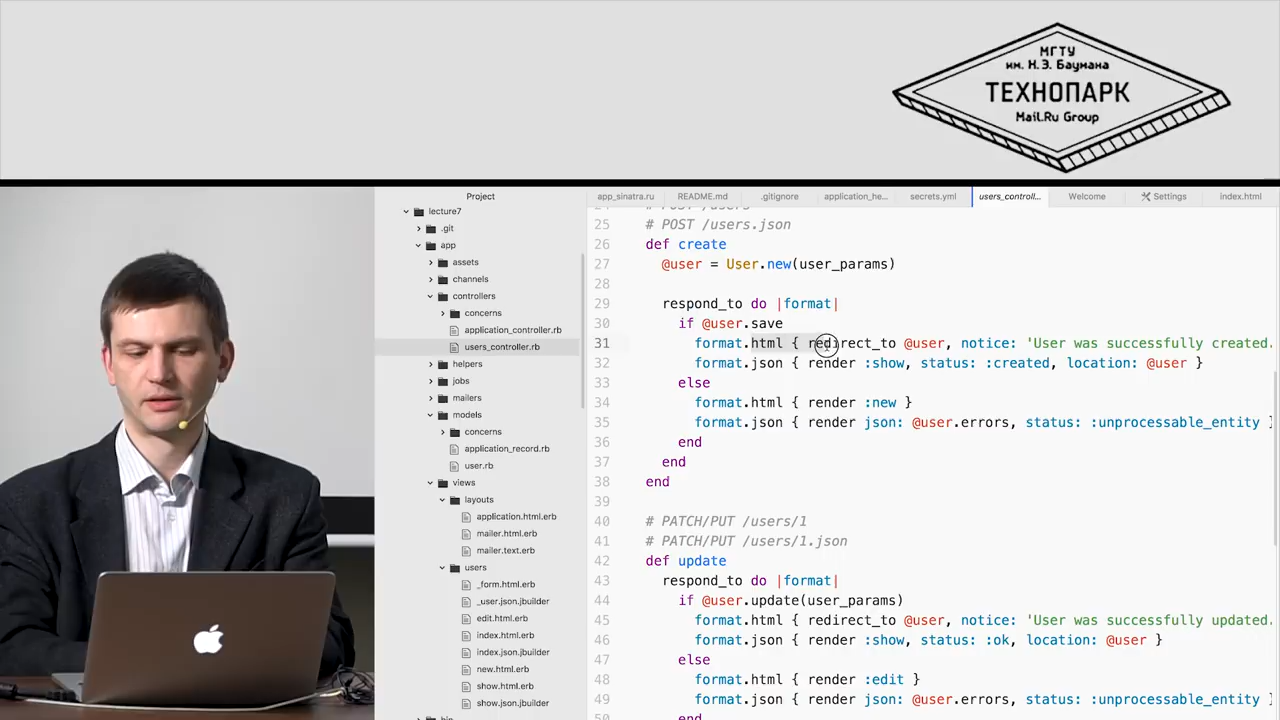 МГТУ
им. Н.Э. Баумана
ТЕХНОПАРК
Mail.Ru Group
Project
app_sinatra.ru
README.md
.gitignore
application_he...
secrets.yml
users_controll...
Welcome
Settings
index.html
lecture7
.git
app
assets
channels
controllers
concerns
application_controller.rb
users_controller.rb
helpers
jobs
mailers
models
concerns
application_record.rb
user.rb
views
layouts
application.html.erb
mailer.html.erb
mailer.text.erb
users
_form.html.erb
_user.json.jbuilder
edit.html.erb
index.html.erb
index.json.jbuilder
new.html.erb
show.html.erb
show.json.jbuilder
25 # POST /users.json
26 def create
27 @user = User.new(user_params)
28
29 respond_to do |format|
30 if @user.save
31 format.html { redirect_to @user, notice: 'User was successfully created.
32 format.json { render :show, status: :created, location: @user }
33 else
34 format.html { render :new }
35 format.json { render json: @user.errors, status: :unprocessable_entity }
36 end
37 end
38 end
39
40 # PATCH/PUT /users/1
41 # PATCH/PUT /users/1.json
42 def update
43 respond_to do |format|
44 if @user.update(user_params)
45 format.html { redirect_to @user, notice: 'User was successfully updated.
46 format.json { render :show, status: :ok, location: @user }
47 else
48 format.html { render :edit }
49 format.json { render json: @user.errors, status: :unprocessable_entity }